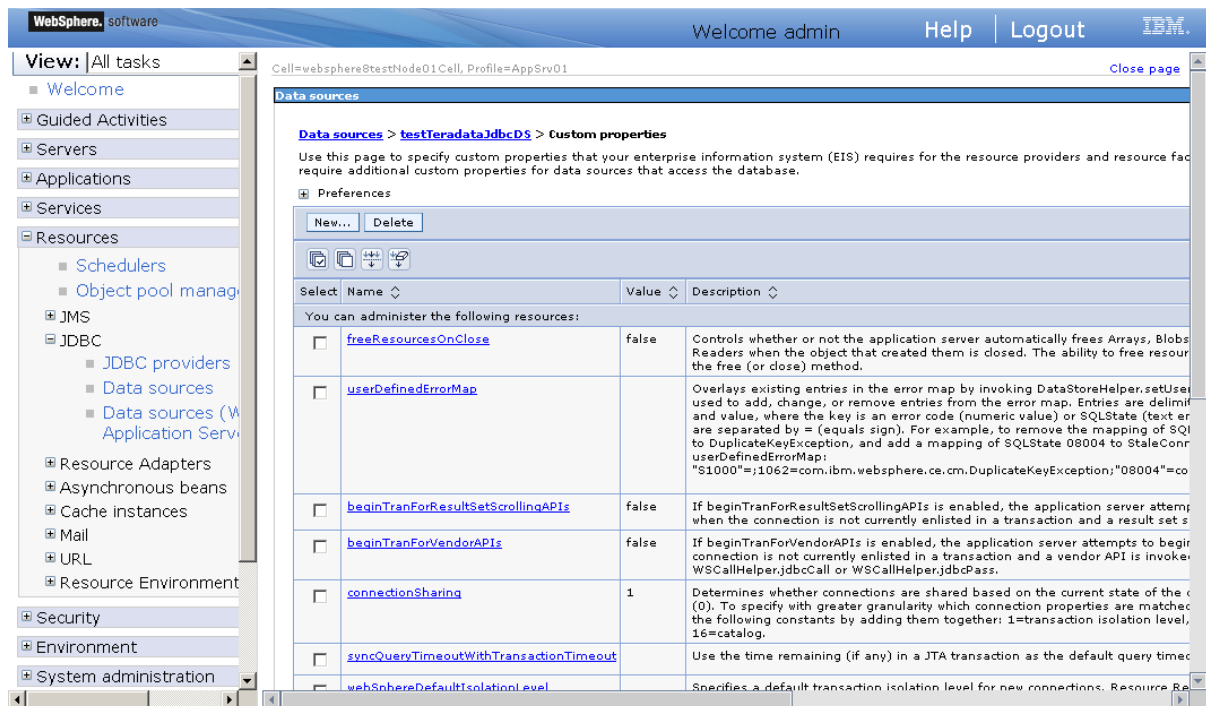 WebSphere. software
Welcome admin
Help
Logout
IBM.
View: All tasks
Welcome
Guided Activities
Servers
Applications
Services
Resources
Schedulers
Object pool manag
JMS
JDBC
JDBC providers
Data sources
Data sources (W
Application Serv
Resource Adapters
Asynchronous beans
Cache instances
Mail
URL
Resource Environment
Security
Environment
System administration
Cell=websphere8testNode01Cell, Profile=AppSrv01
Close page
Data sources
Data sources > testTeradataJdbcDS > Custom properties
Use this page to specify custom properties that your enterprise information system (EIS) requires for the resource providers and resource fac
require additional custom properties for data sources that access the database.
Preferences
New... Delete
Select Name Value Description
You can administer the following resources:
freeResourcesOnClose false Controls whether or not the application server automatically frees Arrays, Blobs
Readers when the object that created them is closed. The ability to free resour
the free (or close) method.
userDefinedErrorMap Overlays existing entries in the error map by invoking DataStoreHelper.setUser
used to add, change, or remove entries from the error map. Entries are delimit
and value, where the key is an error code (numeric value) or SQLState (text en
are separated by = (equals sign). For example, to remove the mapping of SQL
to DuplicateKeyException, and add a mapping of SQLState 08004 to StaleConn
userDefinedErrorMap:
"S1000"=;1062=com.ibm.websphere.ce.cm.DuplicateKeyException;"08004"=co
beginTranForResultSetScrollingAPIs false If beginTranForResultSetScrollingAPIs is enabled, the application server attemp
when the connection is not currently enlisted in a transaction and a result set s
beginTranForVendorAPIs false If beginTranForVendorAPIs is enabled, the application server attempts to begin
connection is not currently enlisted in a transaction and a vendor API is invoke
WSCallHelper.jdbcCall or WSCallHelper.jdbcPass.
connectionSharing 1 Determines whether connections are shared based on the current state of the c
(0). To specify with greater granularity which connection properties are matched
the following constants by adding them together: 1=transaction isolation level,
16=catalog.
syncQueryTimeoutWithTransactionTimeout Use the time remaining (if any) in a JTA transaction as the default query timeo
webSphereDefaultIsolationLevel Specifies a default transaction isolation level for new connections. Resource Re